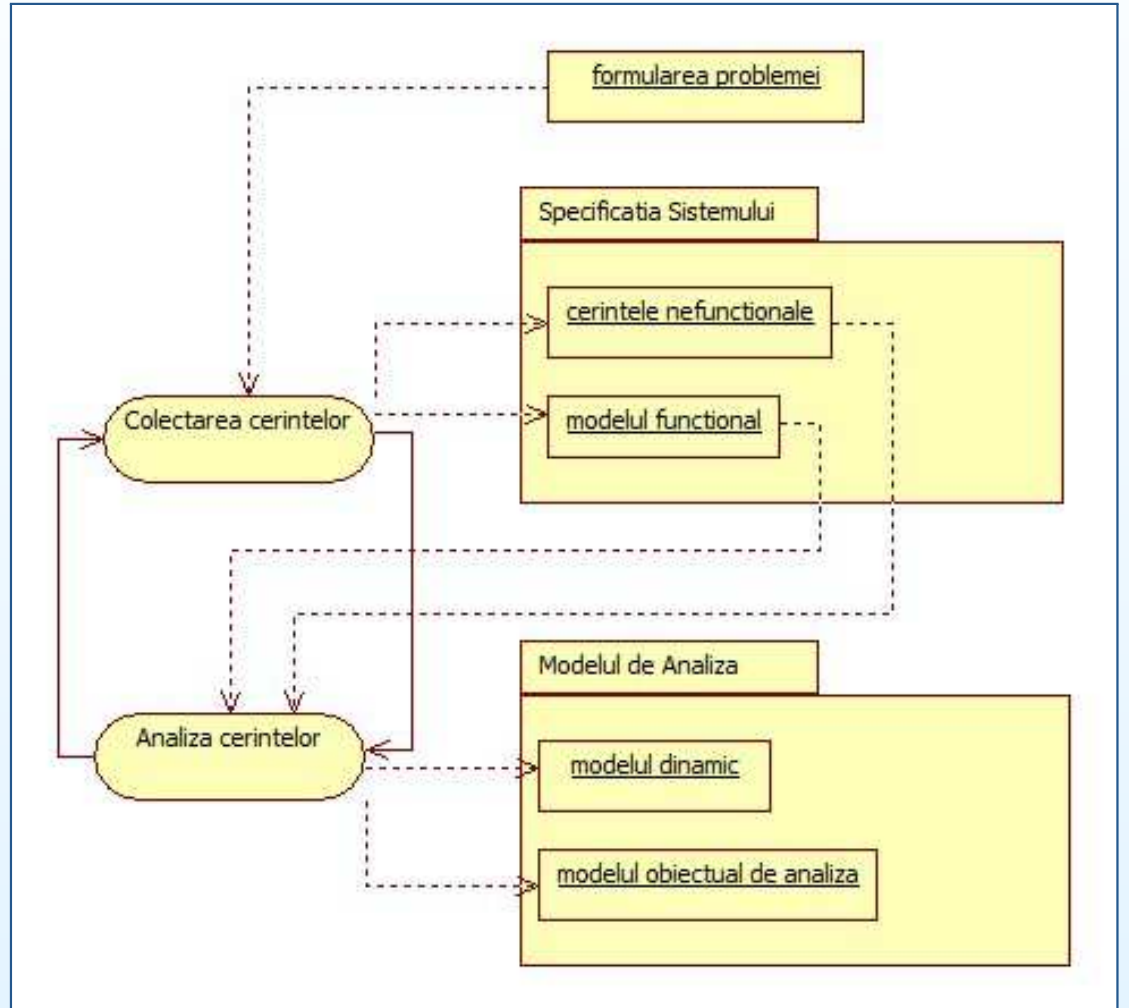 formularea problemei
Specificatia Sistemului
cerintele nefunctionale
modelul functional
Colectarea cerintelor
Analiza cerintelor
Modelul de Analiza
modelul dinamic
modelul obiectual de analiza